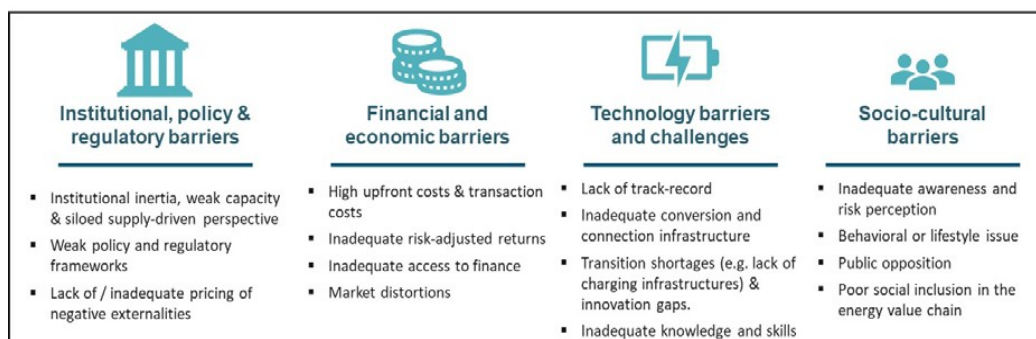 Institutional, policy &
regulatory barriers
▪ Institutional inertia, weak capacity
& siloed supply-driven perspective
▪ Weak policy and regulatory
frameworks
▪ Lack of / inadequate pricing of
negative externalities
Financial and
economic barriers
▪ High upfront costs & transaction
costs
▪ Inadequate risk-adjusted returns
▪ Inadequate access to finance
▪ Market distortions
Technology barriers
and challenges
▪ Lack of track-record
▪ Inadequate conversion and
connection infrastructure
▪ Transition shortages (e.g. lack of
charging infrastructures) &
innovation gaps.
▪ Inadequate knowledge and skills
Socio-cultural
barriers
▪ Inadequate awareness and
risk perception
▪ Behavioral or lifestyle issue
▪ Public opposition
▪ Poor social inclusion in the
energy value chain